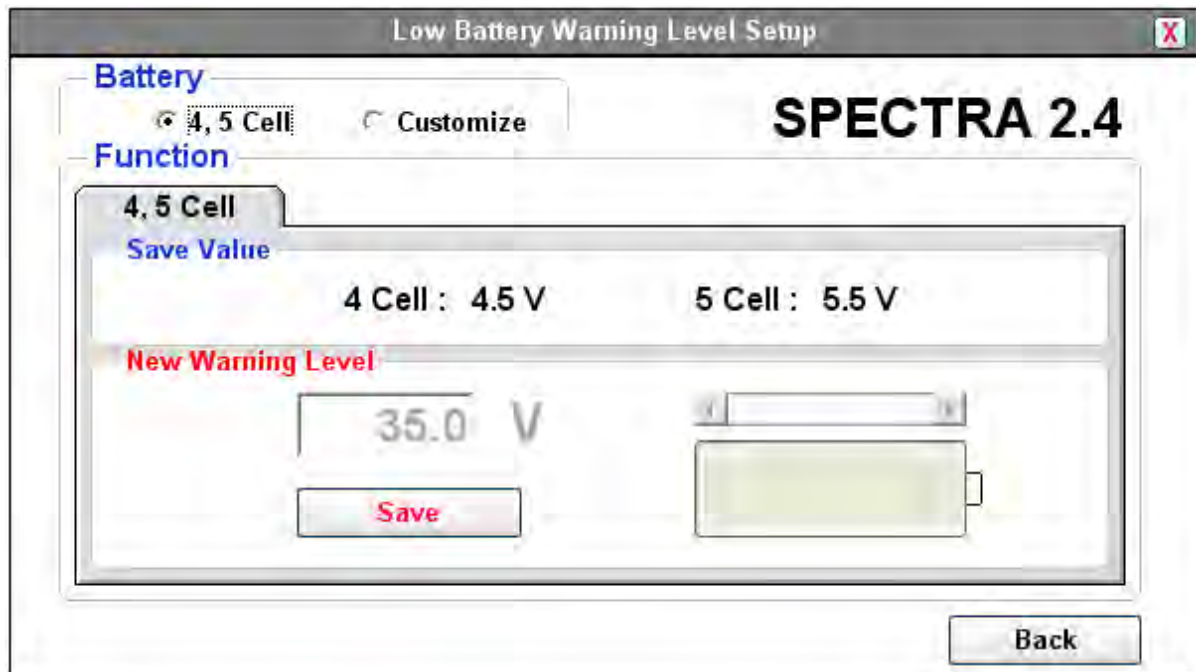 Low Battery Warning Level Setup X
Battery
4, 5 Cell Customize
SPECTRA 2.4
Function
4, 5 Cell
Save Value
4 Cell : 4.5 V 5 Cell : 5.5 V
New Warning Level
35.0 V
Save
Back